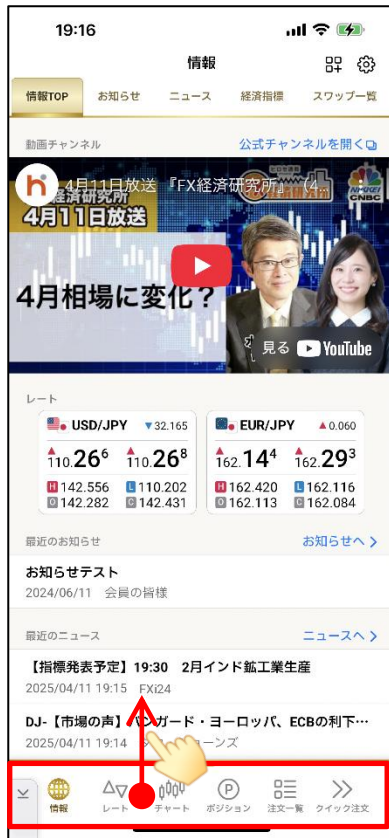 19:16
情報
情報TOP お知らせ ニュース 経済指標 スワップ一覧
動画チャンネル 公式チャンネルを開く
4月11日放送 『FX経済研究所』 (4...
経済研究所
4月11日放送
NIKKEI
CNBC
4月相場に変化？
見る YouTube
レート
USD/JPY ▼32.165
110.26⁶ 110.26⁸
H 142.556 L 110.202
O 142.282 C 142.431
EUR/JPY ▲0.060
162.14⁴ 162.29³
H 162.420 L 162.116
O 162.113 C 162.084
最近のお知らせ お知らせへ
お知らせテスト
2024/06/11 会員の皆様
最近のニュース ニュースへ
【指標発表予定】19:30 2月インド鉱工業生産
2025/04/11 19:15 FXi24
DJ-【市場の声】バンガード・ヨーロッパ、ECBの利下…
2025/04/11 19:14
情報 レート チャート ポジション 注文一覧 クイック注文